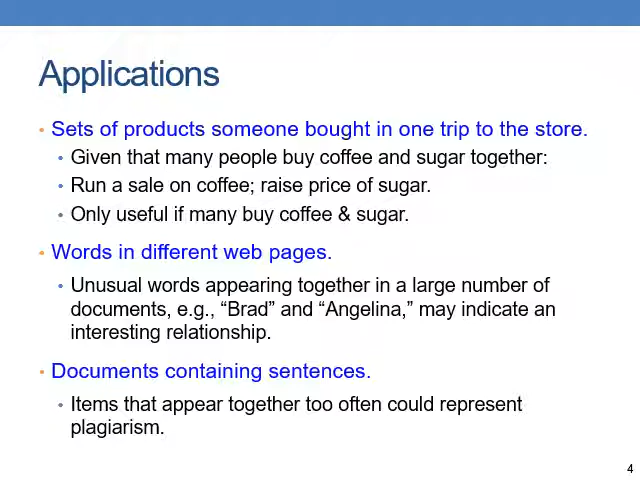 Applications
• Sets of products someone bought in one trip to the store.
• Given that many people buy coffee and sugar together:
• Run a sale on coffee; raise price of sugar.
• Only useful if many buy coffee & sugar.
• Words in different web pages.
• Unusual words appearing together in a large number of
documents, e.g., “Brad” and “Angelina,” may indicate an
interesting relationship.
• Documents containing sentences.
• Items that appear together too often could represent
plagiarism.
4